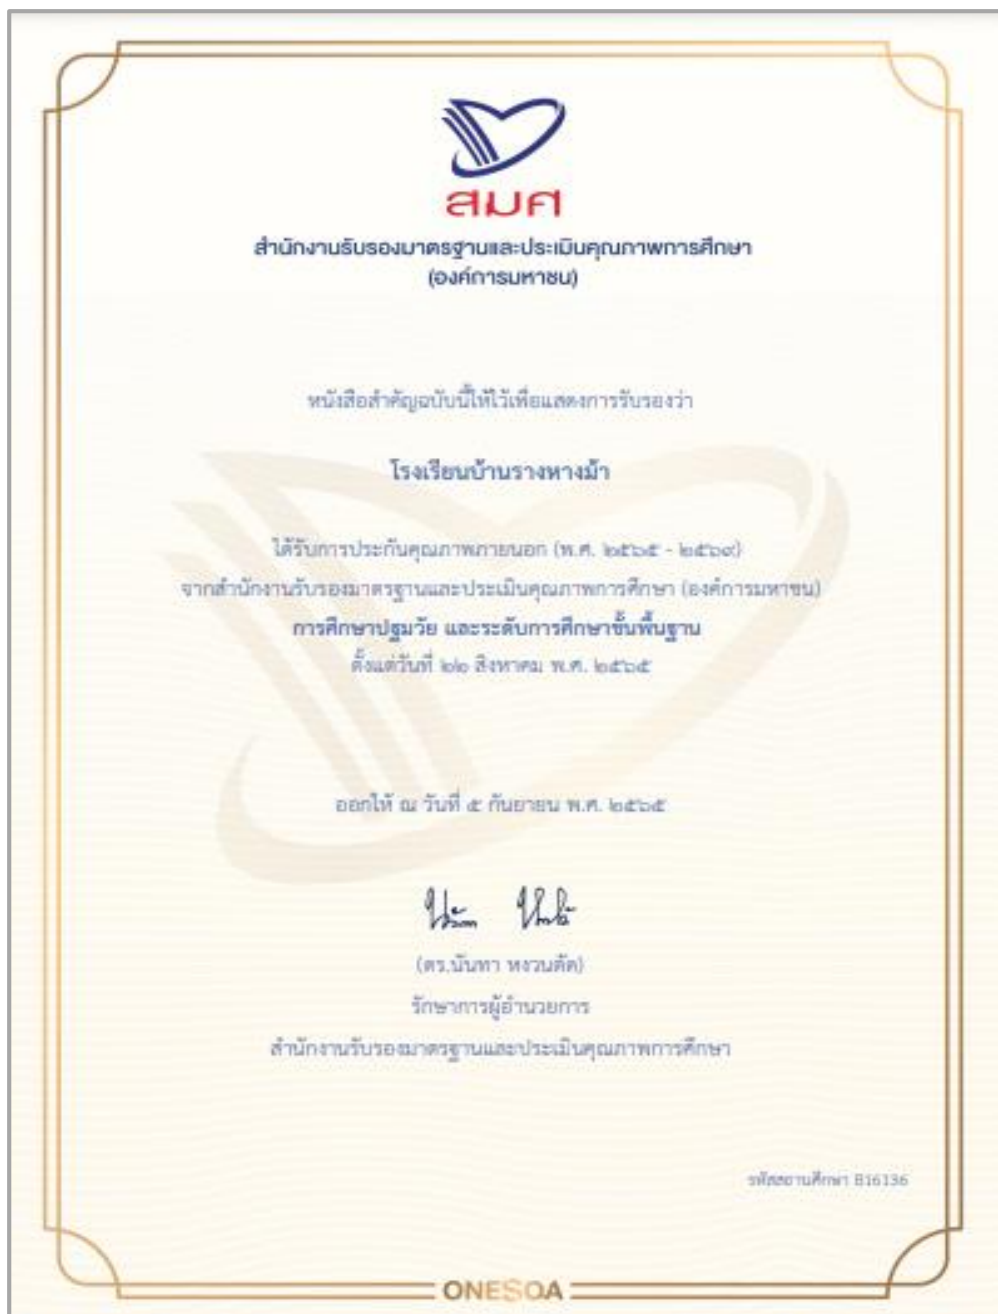 สมศ
สำนักงานรับรองมาตรฐานและประเมินคุณภาพการศึกษา
(องค์การมหาชน)
หนังสือสำคัญฉบับนี้ให้ไว้เพื่อแสดงการรับรองว่า
โรงเรียนบ้านรางหางม้า
ได้รับการประกันคุณภาพภายนอก (พ.ศ. ๒๕๖๕ - ๒๕๖๙)
จากสำนักงานรับรองมาตรฐานและประเมินคุณภาพการศึกษา (องค์การมหาชน)
การศึกษาปฐมวัย และระดับการศึกษาขั้นพื้นฐาน
ตั้งแต่วันที่ ๒๒ สิงหาคม พ.ศ. ๒๕๖๕
ออกให้ ณ วันที่ ๕ กันยายน พ.ศ. ๒๕๖๕
(ดร.นันทา หงวนตัด)
รักษาการผู้อำนวยการ
สำนักงานรับรองมาตรฐานและประเมินคุณภาพการศึกษา
รหัสสถานศึกษา B16136
ONESQA